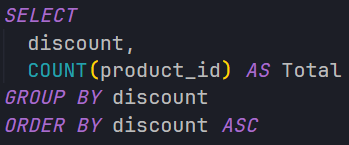 SELECT
discount,
COUNT(product_id) AS Total
GROUP BY discount
ORDER BY discount ASC